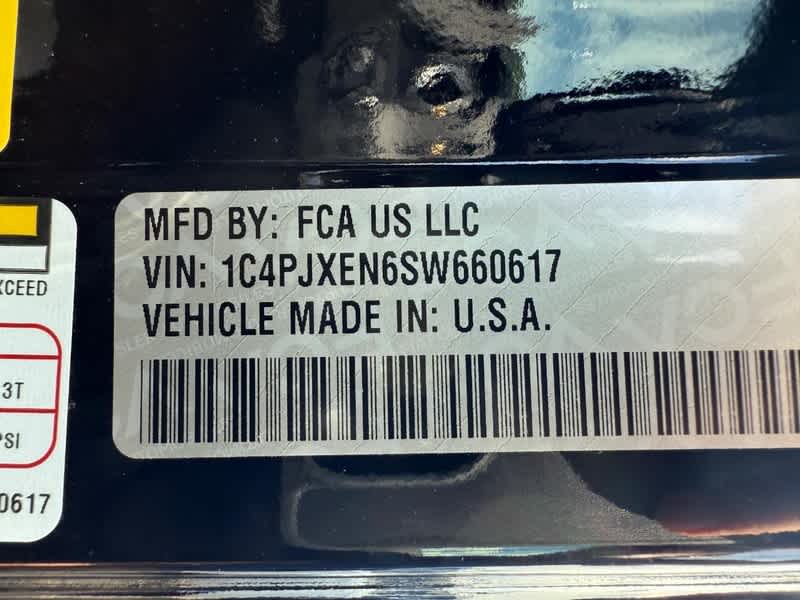 MFD BY: FCA US LLC
VIN: 1C4PJXEN6SW660617
VEHICLE MADE IN: U.S.A.
XCEED
3T
PSI
0617